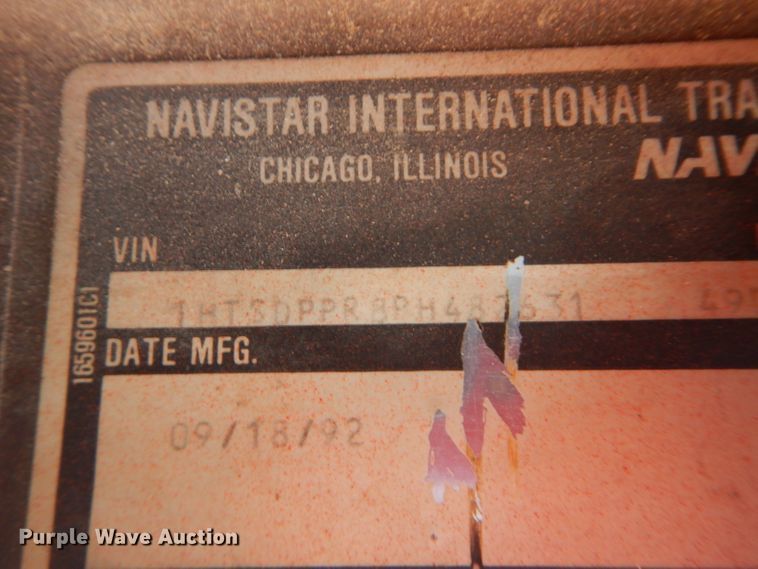 NAVISTAR INTERNATIONAL TRA
CHICAGO, ILLINOIS
NAV
VIN
DATE MFG.
09/18/92
1659601C1
Purple Wave Auction